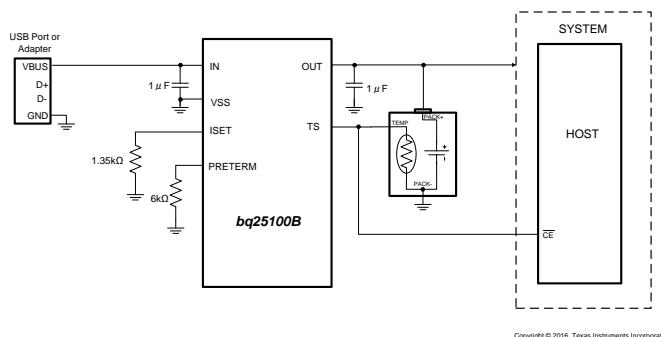 USB Port or
Adapter
VBUS
D+
D-
GND
1 μF
IN
VSS
ISET
PRETERM
1.35kΩ
6kΩ
bq25100B
OUT
TS
1 μF
TEMP
PACK+
+
-
PACK-
SYSTEM
HOST
CE
Copyright © 2016, Texas Instruments Incorporat